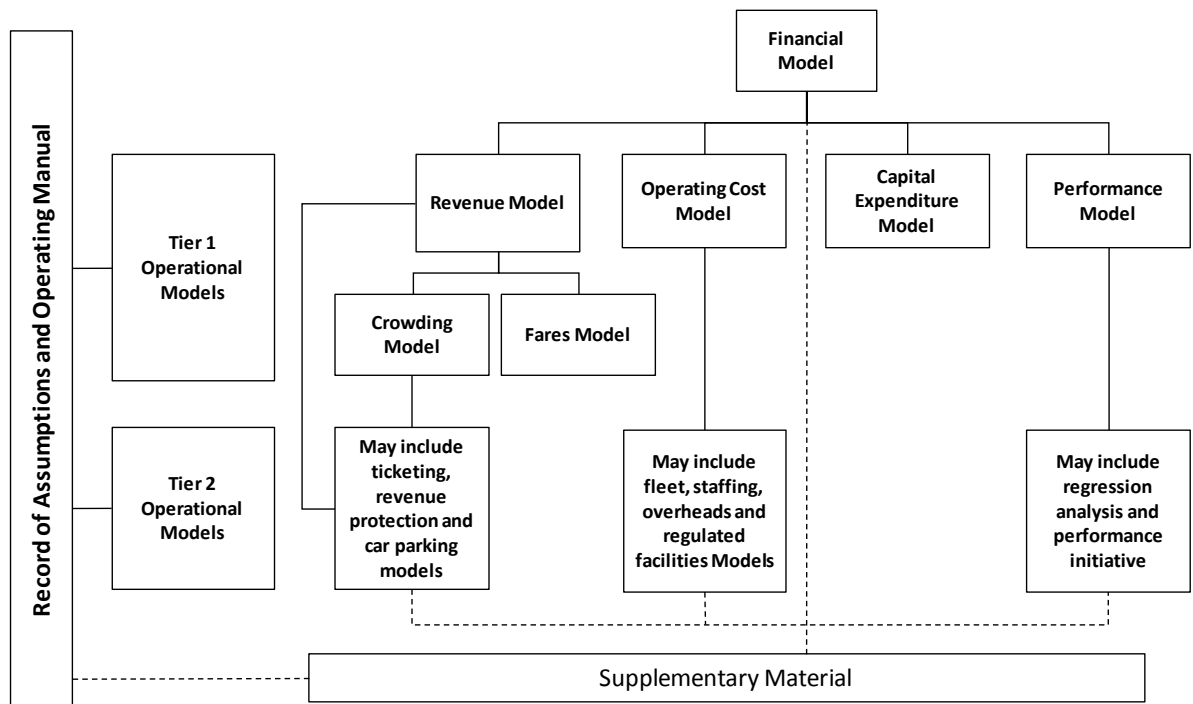 Record of Assumptions and Operating Manual
Financial
Model
Tier 1
Operational
Models
Revenue Model
Operating Cost
Model
Capital
Expenditure
Model
Performance
Model
Crowding
Model
Fares Model
Tier 2
Operational
Models
May include
ticketing,
revenue
protection and
car parking
models
May include
fleet, staffing,
overheads and
regulated
facilities Models
May include
regression
analysis and
performance
initiative
Supplementary Material